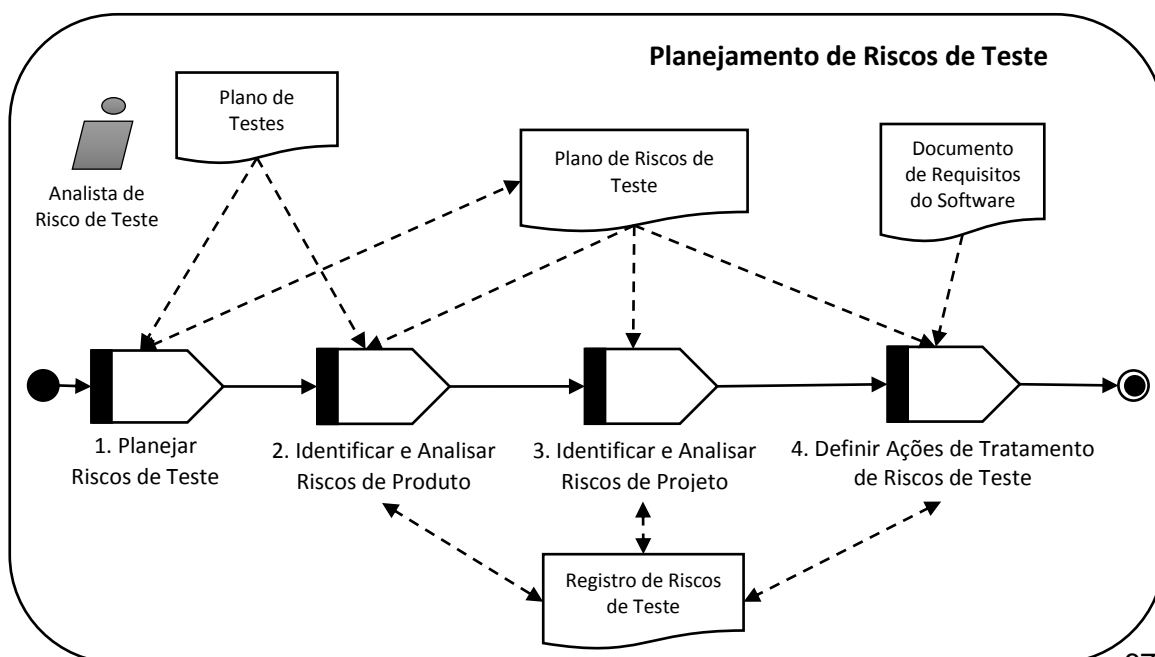 Planejamento de Riscos de Teste
Plano de
Testes
Plano de Riscos de
Teste
Documento
de Requisitos
do Software
Analista de
Risco de Teste
1. Planejar
Riscos de Teste
2. Identificar e Analisar
Riscos de Produto
3. Identificar e Analisar
Riscos de Projeto
4. Definir Ações de Tratamento
de Riscos de Teste
Registro de Riscos
de Teste